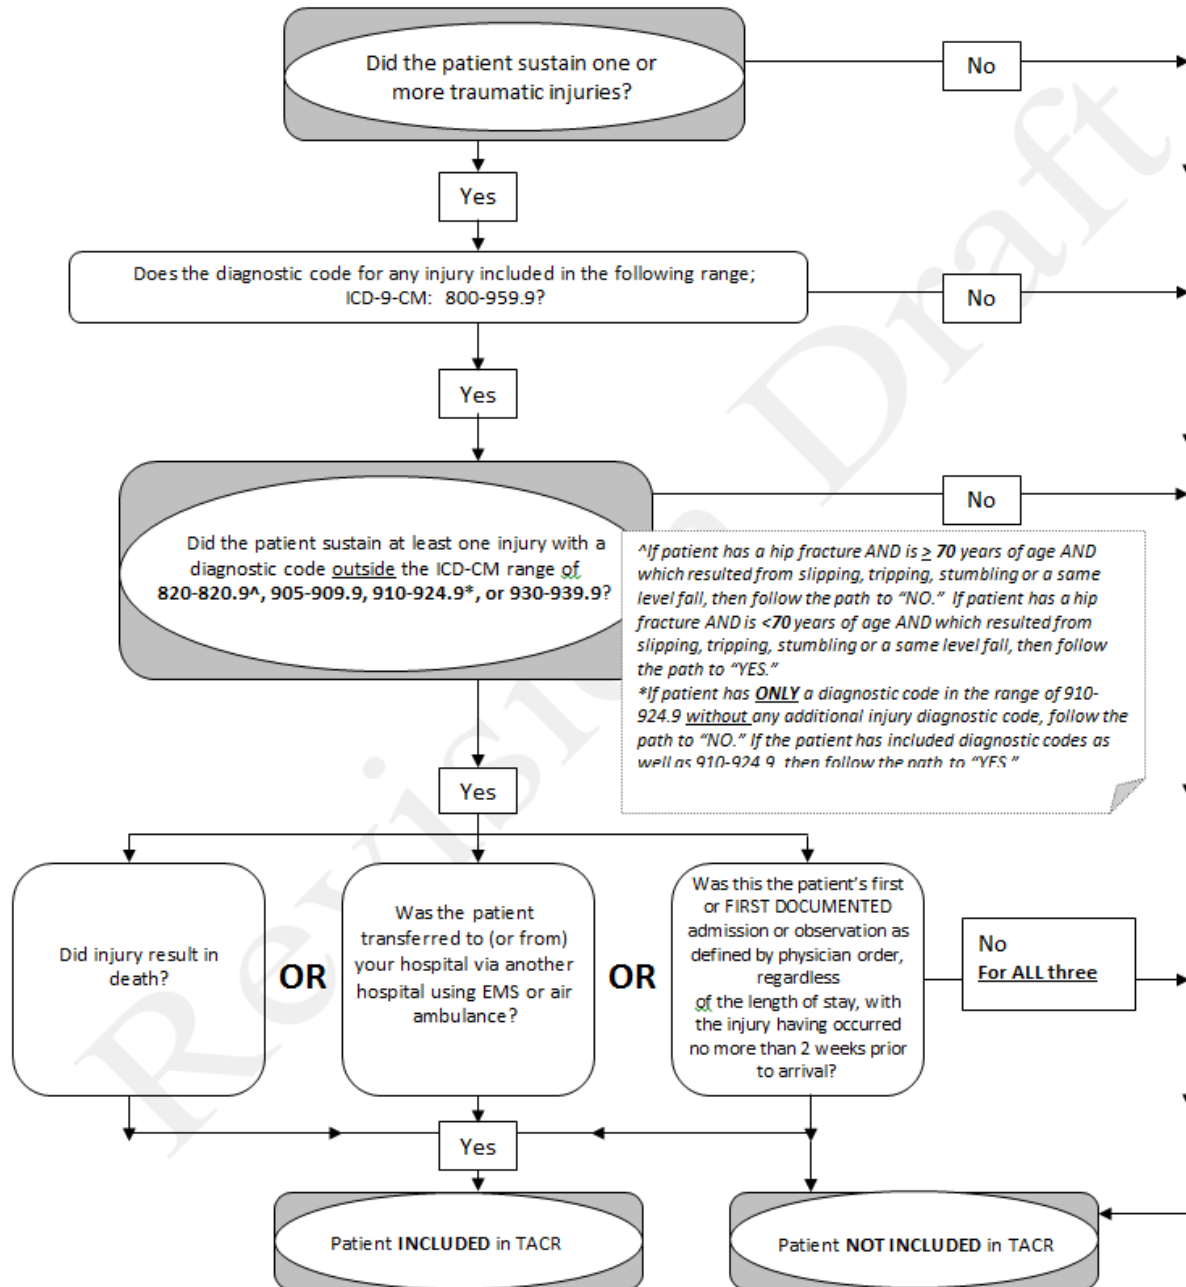 Did the patient sustain one or
more traumatic injuries?
No
Yes
Does the diagnostic code for any injury included in the following range;
ICD-9-CM: 800-959.9?
No
Yes
No
Did the patient sustain at least one injury with a
diagnostic code outside the ICD-CM range of
820-820.9^, 905-909.9, 910-924.9*, or 930-939.9?
^If patient has a hip fracture AND is ≥ 70 years of age AND
which resulted from slipping, tripping, stumbling or a same
level fall, then follow the path to “NO.” If patient has a hip
fracture AND is <70 years of age AND which resulted from
slipping, tripping, stumbling or a same level fall, then follow
the path to “YES.”
*If patient has ONLY a diagnostic code in the range of 910-
924.9 without any additional injury diagnostic code, follow the
path to “NO.” If the patient has included diagnostic codes as
well as 910-924.9, then follow the path to “YES.”
Yes
Did injury result in
death?
OR
Was the patient
transferred to (or from)
your hospital via another
hospital using EMS or air
ambulance?
OR
Was this the patient’s first
or FIRST DOCUMENTED
admission or observation as
defined by physician order,
regardless
of the length of stay, with
the injury having occurred
no more than 2 weeks prior
to arrival?
No
For ALL three
Yes
Patient INCLUDED in TACR
Patient NOT INCLUDED in TACR
Revision Draft